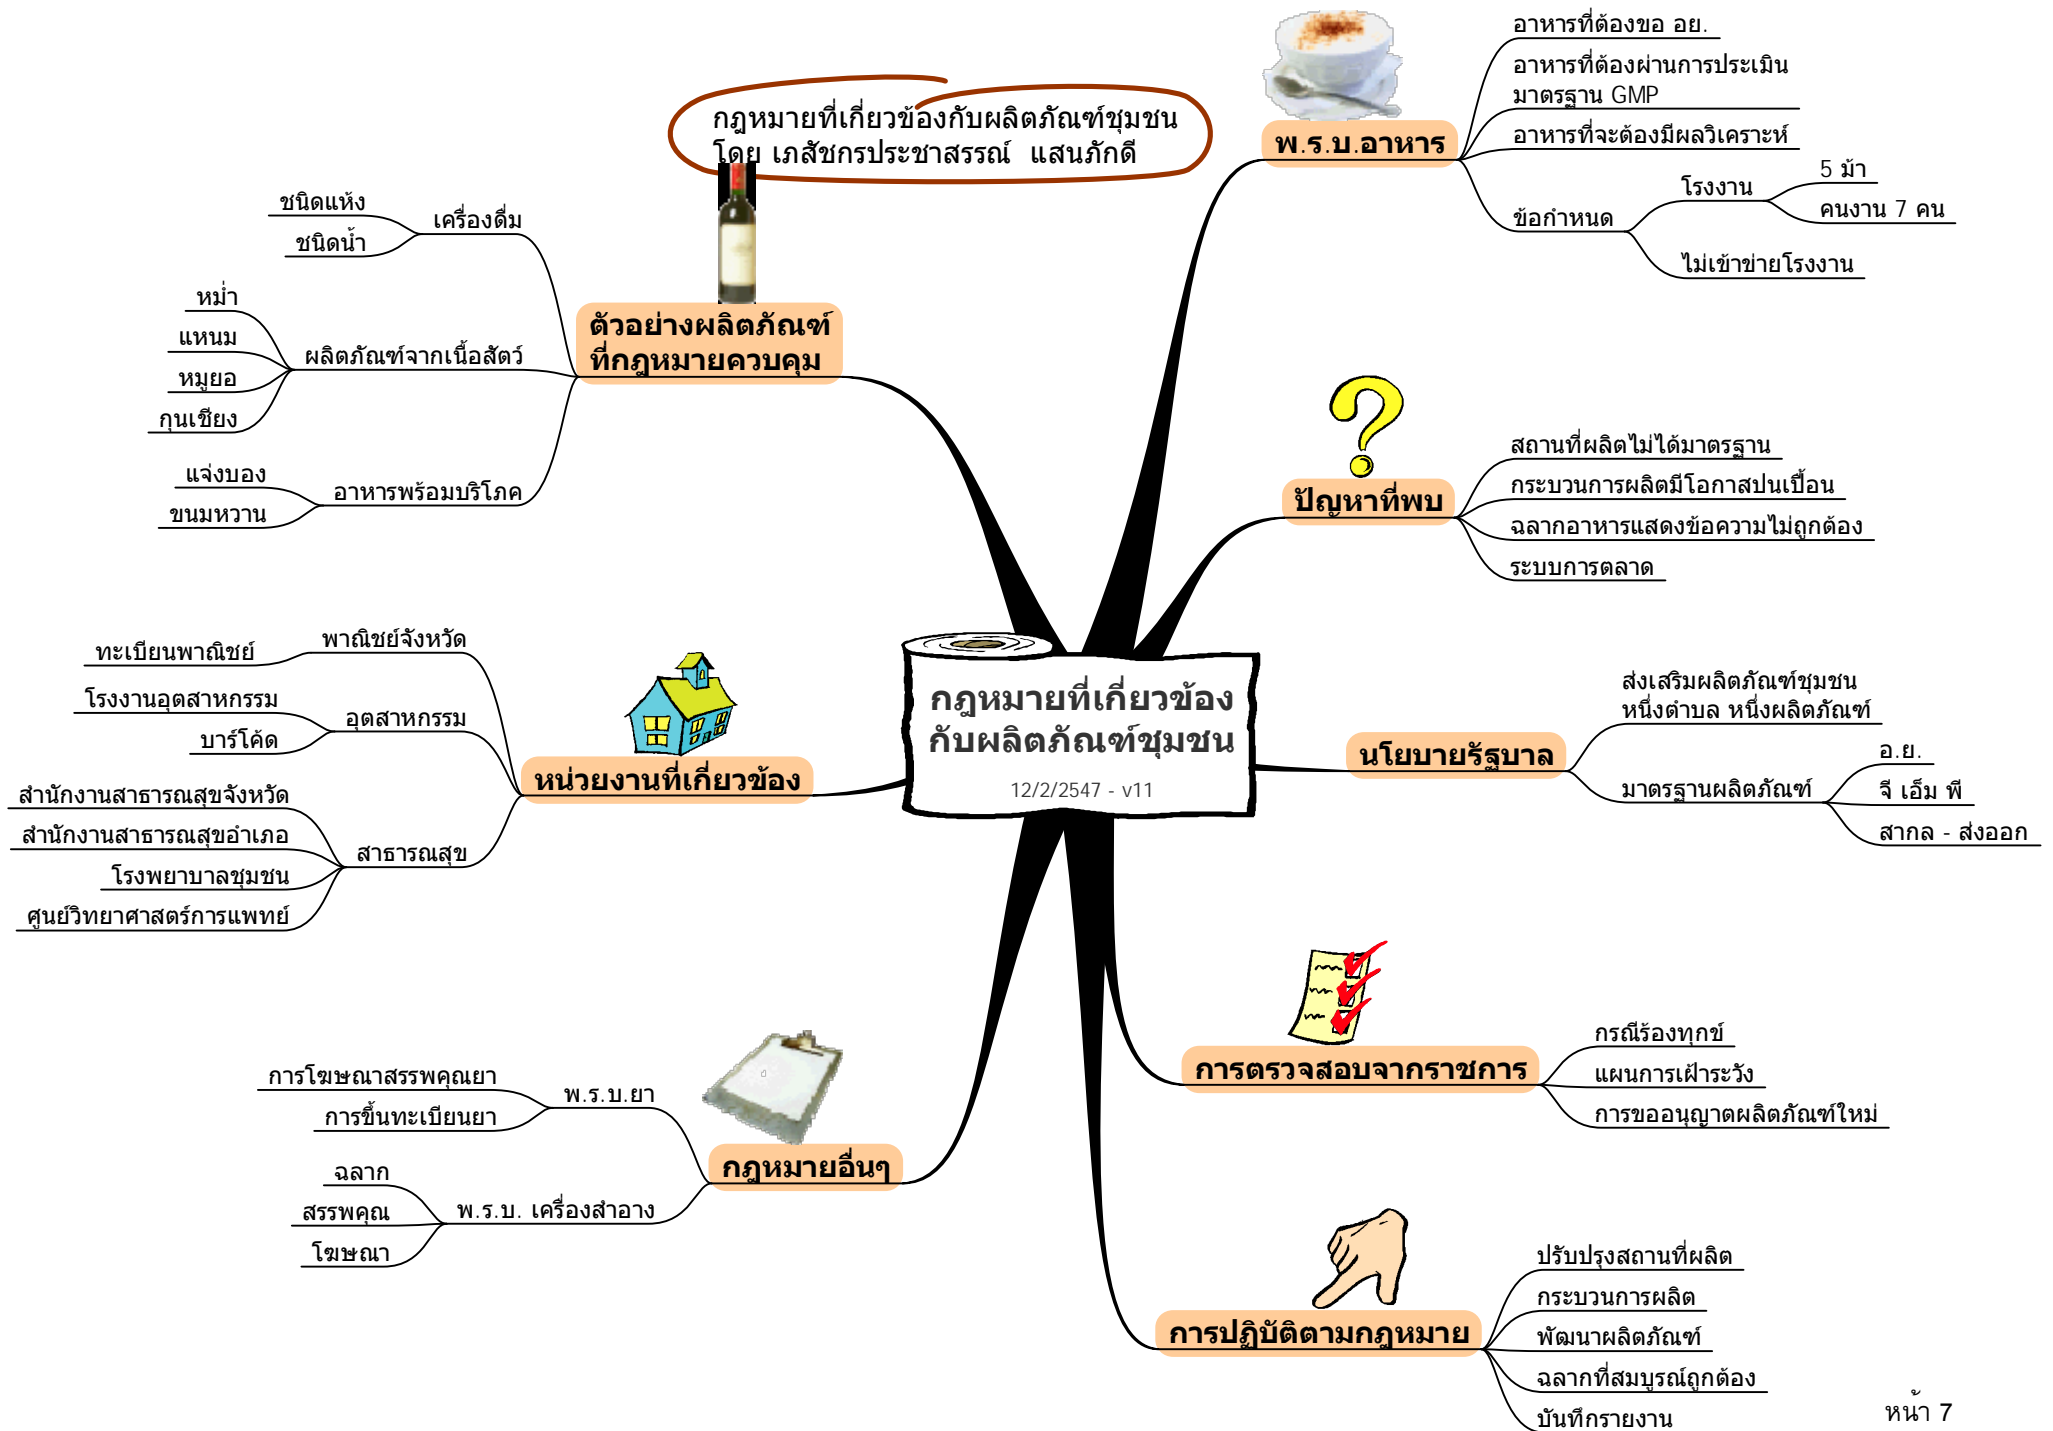 กฎหมายที่เกี่ยวข้องกับผลิตภัณฑ์ชุมชน
โดย เภสัชกรประชาสรรณ์ แสนภักดี
กฎหมายที่เกี่ยวข้อง
กับผลิตภัณฑ์ชุมชน
12/2/2547 - v11
พ.ร.บ.อาหาร
อาหารที่ต้องขอ อย.
อาหารที่ต้องผ่านการประเมิน
มาตรฐาน GMP
อาหารที่จะต้องมีผลวิเคราะห์
ข้อกำหนด
โรงงาน
5 ม้า
คนงาน 7 คน
ไม่เข้าข่ายโรงงาน
ปัญหาที่พบ
สถานที่ผลิตไม่ได้มาตรฐาน
กระบวนการผลิตมีโอกาสปนเปื้อน
ฉลากอาหารแสดงข้อความไม่ถูกต้อง
ระบบการตลาด
นโยบายรัฐบาล
ส่งเสริมผลิตภัณฑ์ชุมชน
หนึ่งตำบล หนึ่งผลิตภัณฑ์
มาตรฐานผลิตภัณฑ์
อ.ย.
จี เอ็ม พี
สากล - ส่งออก
การตรวจสอบจากราชการ
กรณีร้องทุกข์
แผนการเฝ้าระวัง
การขออนุญาตผลิตภัณฑ์ใหม่
การปฏิบัติตามกฎหมาย
ปรับปรุงสถานที่ผลิต
กระบวนการผลิต
พัฒนาผลิตภัณฑ์
ฉลากที่สมบูรณ์ถูกต้อง
บันทึกรายงาน
กฎหมายอื่นๆ
พ.ร.บ.ยา
การโฆษณาสรรพคุณยา
การขึ้นทะเบียนยา
พ.ร.บ. เครื่องสำอาง
ฉลาก
สรรพคุณ
โฆษณา
หน่วยงานที่เกี่ยวข้อง
พาณิชย์จังหวัด
ทะเบียนพาณิชย์
อุตสาหกรรม
โรงงานอุตสาหกรรม
บาร์โค้ด
สาธารณสุข
สำนักงานสาธารณสุขจังหวัด
สำนักงานสาธารณสุขอำเภอ
โรงพยาบาลชุมชน
ศูนย์วิทยาศาสตร์การแพทย์
ตัวอย่างผลิตภัณฑ์
ที่กฎหมายควบคุม
เครื่องดื่ม
ชนิดแห้ง
ชนิดน้ำ
ผลิตภัณฑ์จากเนื้อสัตว์
หม่ำ
แหนม
หมูยอ
กุนเชียง
อาหารพร้อมบริโภค
แจ่งบอง
ขนมหวาน
หน้า 7